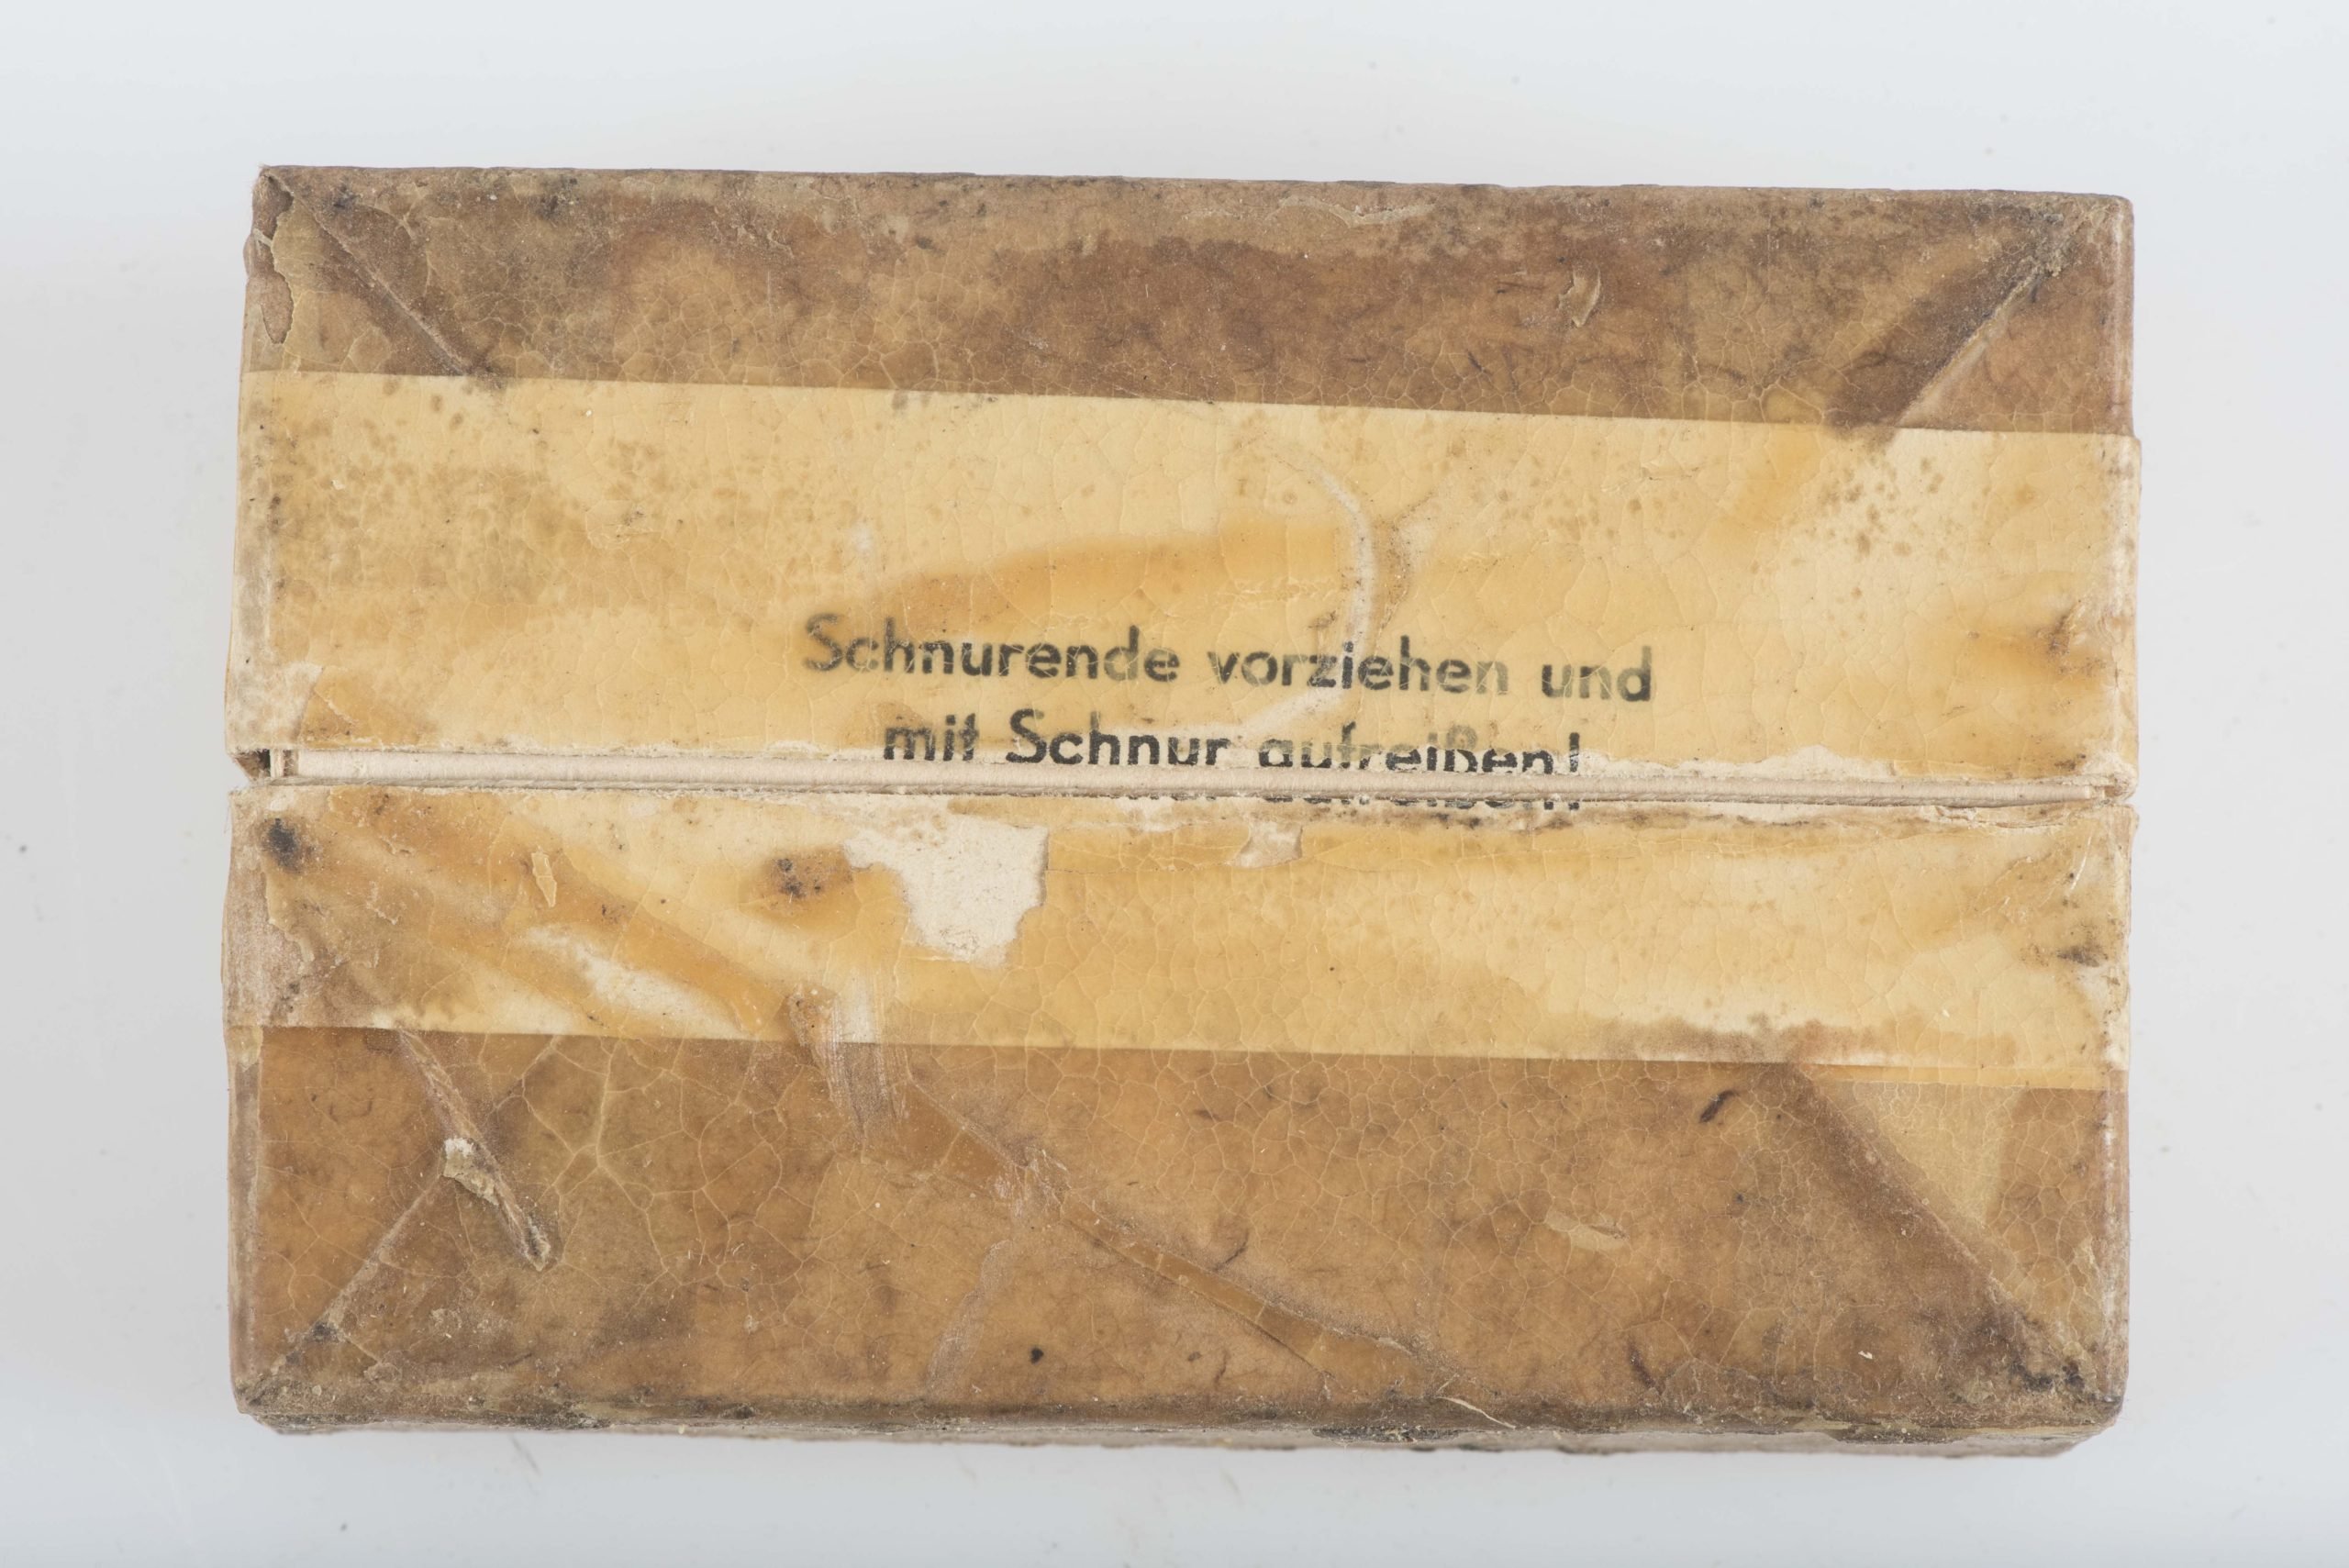 Schnurende vorziehen und
mit Schnur aufreißen!